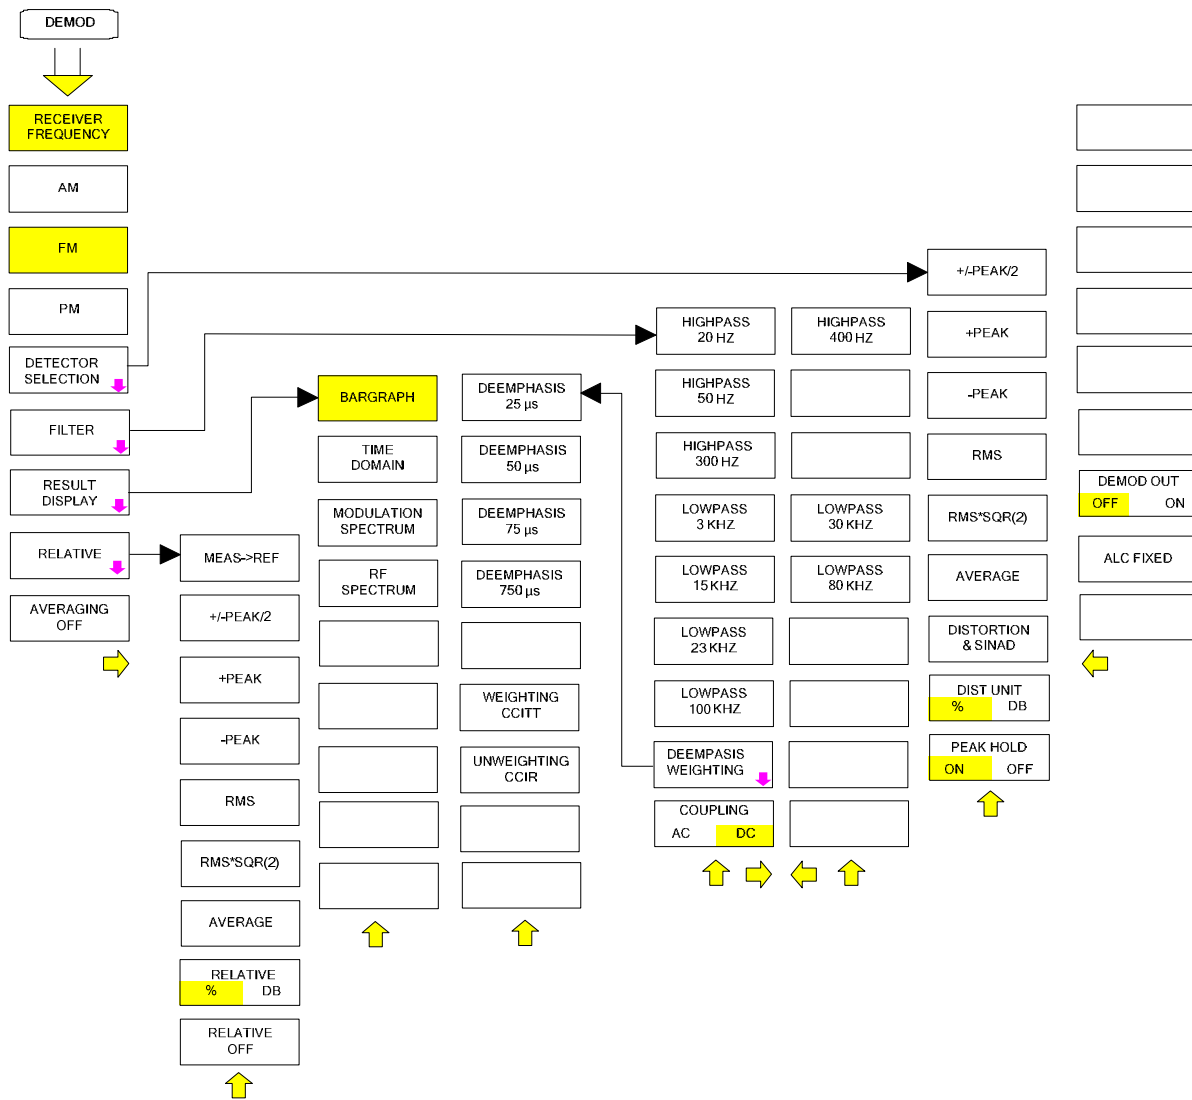 DEMOD
RECEIVER
FREQUENCY
AM
FM
PM
DETECTOR
SELECTION
FILTER
RESULT
DISPLAY
RELATIVE
AVERAGING
OFF
MEAS->REF
+/-PEAK/2
+PEAK
-PEAK
RMS
RMS*SQR(2)
AVERAGE
RELATIVE
% DB
RELATIVE
OFF
BARGRAPH
TIME
DOMAIN
MODULATION
SPECTRUM
RF
SPECTRUM
DEEMPHASIS
25 µs
DEEMPHASIS
50 µs
DEEMPHASIS
75 µs
DEEMPHASIS
750 µs
WEIGHTING
CCITT
UNWEIGHTING
CCIR
HIGHPASS
20 HZ
HIGHPASS
50 HZ
HIGHPASS
300 HZ
LOWPASS
3 KHZ
LOWPASS
15 KHZ
LOWPASS
23 KHZ
LOWPASS
100 KHZ
DEEMPASIS
WEIGHTING
COUPLING
AC DC
HIGHPASS
400 HZ
LOWPASS
30 KHZ
LOWPASS
80 KHZ
+/-PEAK/2
+PEAK
-PEAK
RMS
RMS*SQR(2)
AVERAGE
DISTORTION
& SINAD
DIST UNIT
% DB
PEAK HOLD
ON OFF
DEMOD OUT
OFF ON
ALC FIXED